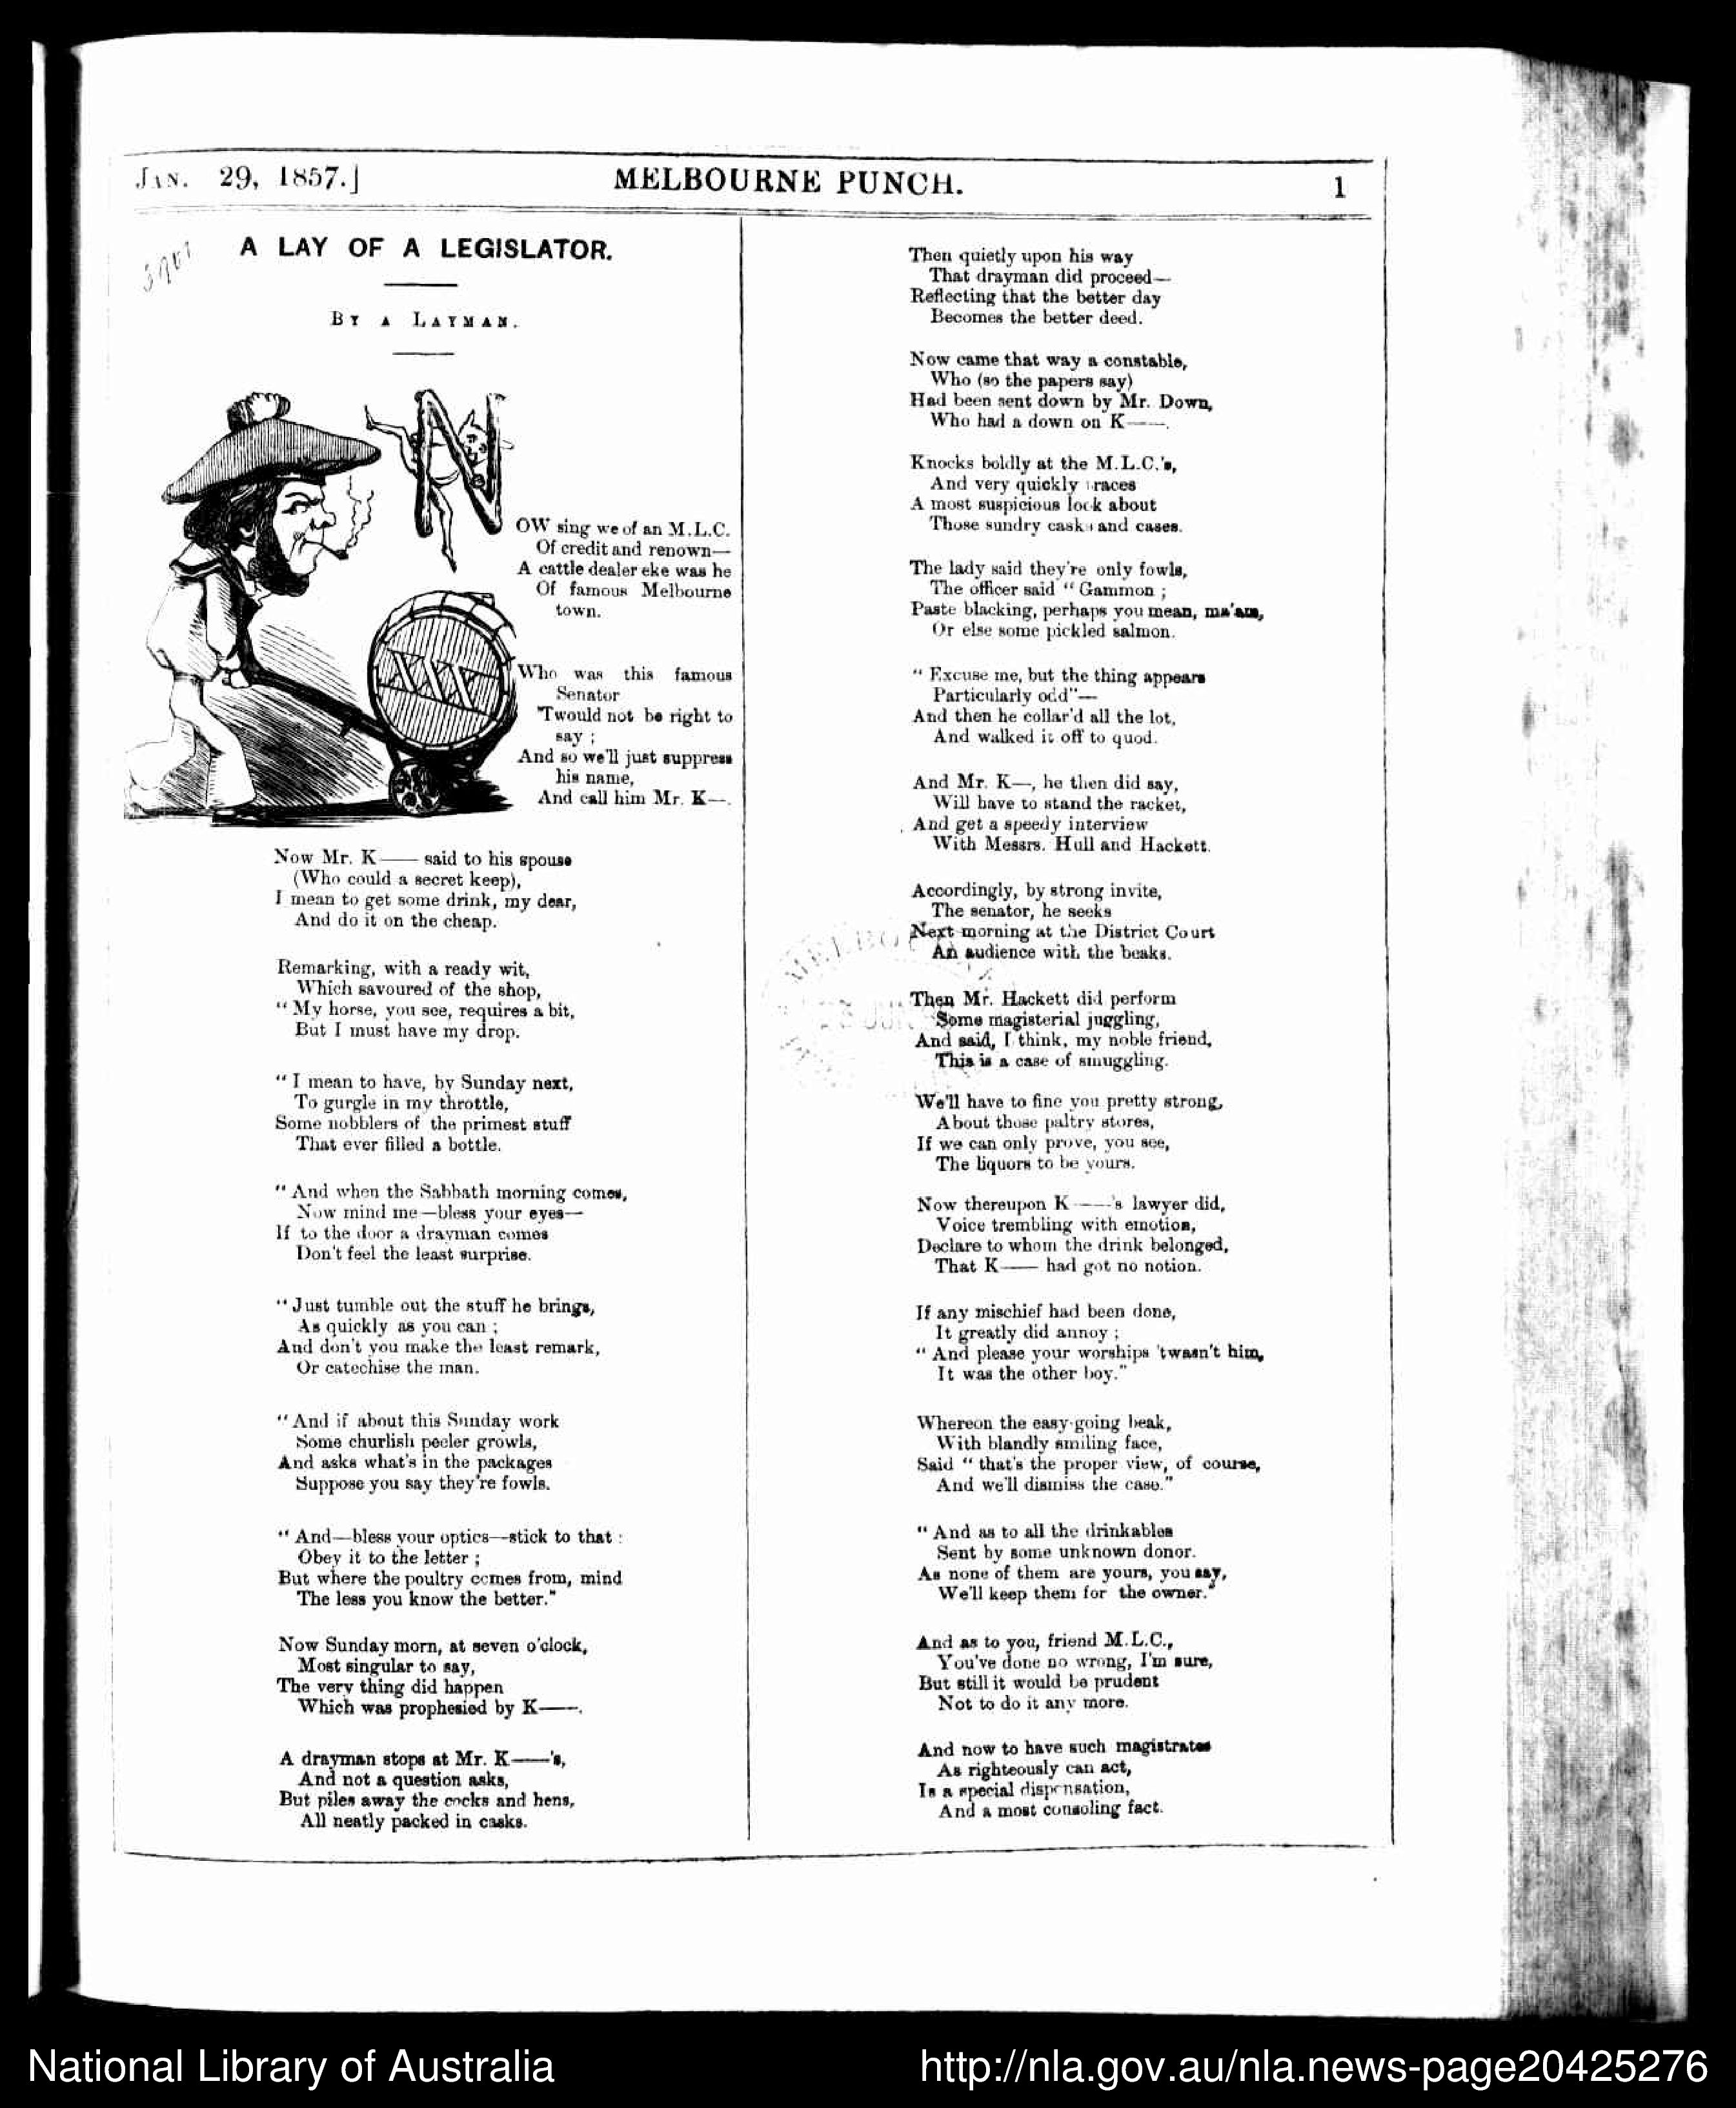 JAN. 29, 1857.]
MELBOURNE PUNCH.
1
A LAY OF A LEGISLATOR.
BY A LAYMAN.
NOW sing we of an M.L.C.
Of credit and renown—
A cattle dealer eke was he
Of famous Melbourne
town.
Who was this famous
Senator
'Twould not be right to
say ;
And so we'll just suppress
his name,
And call him Mr. K—.
XXX
Now Mr. K—— said to his spouse
(Who could a secret keep),
I mean to get some drink, my dear,
And do it on the cheap.
Remarking, with a ready wit,
Which savoured of the shop,
"My horse, you see, requires a bit,
But I must have my drop.
"I mean to have, by Sunday next,
To gurgle in my throttle,
Some nobblers of the primest stuff
That ever filled a bottle.
"And when the Sabbath morning comes,
Now mind me—bless your eyes—
If to the door a drayman comes
Don't feel the least surprise.
"Just tumble out the stuff he brings,
As quickly as you can ;
And don't you make the least remark,
Or catechise the man.
"And if about this Sunday work
Some churlish peeler growls,
And asks what's in the packages
Suppose you say they're fowls.
"And—bless your optics—stick to that :
Obey it to the letter ;
But where the poultry comes from, mind
The less you know the better."
Now Sunday morn, at seven o'clock,
Most singular to say,
The very thing did happen
Which was prophesied by K——.
A drayman stops at Mr. K——'s,
And not a question asks,
But piles away the cocks and hens,
All neatly packed in casks.
Then quietly upon his way
That drayman did proceed—
Reflecting that the better day
Becomes the better deed.
Now came that way a constable,
Who (so the papers say)
Had been sent down by Mr. Down,
Who had a down on K——.
Knocks boldly at the M.L.C.'s,
And very quickly traces
A most suspicious look about
Those sundry casks and cases.
The lady said they're only fowls,
The officer said "Gammon ;
Paste blacking, perhaps you mean, ma'am,
Or else some pickled salmon.
"Excuse me, but the thing appears
Particularly odd"—
And then he collar'd all the lot,
And walked it off to quod.
And Mr. K—, he then did say,
Will have to stand the racket,
And get a speedy interview
With Messrs. Hull and Hackett.
Accordingly, by strong invite,
The senator, he seeks
Next morning at the District Court
An audience with the beaks.
Then Mr. Hackett did perform
Some magisterial juggling,
And said, I think, my noble friend,
This is a case of smuggling.
We'll have to fine you pretty strong,
About those paltry stores,
If we can only prove, you see,
The liquors to be yours.
Now thereupon K——'s lawyer did,
Voice trembling with emotion,
Declare to whom the drink belonged,
That K—— had got no notion.
If any mischief had been done,
It greatly did annoy ;
"And please your worships 'twasn't him,
It was the other boy."
Whereon the easy-going beak,
With blandly smiling face,
Said "that's the proper view, of course,
And we'll dismiss the case."
"And as to all the drinkables
Sent by some unknown donor.
As none of them are yours, you say,
We'll keep them for the owner."
And as to you, friend M.L.C.,
You've done no wrong, I'm sure,
But still it would be prudent
Not to do it any more.
And now to have such magistrates
As righteously can act,
Is a special dispensation,
And a most consoling fact.
National Library of Australia
http://nla.gov.au/nla.news-page20425276